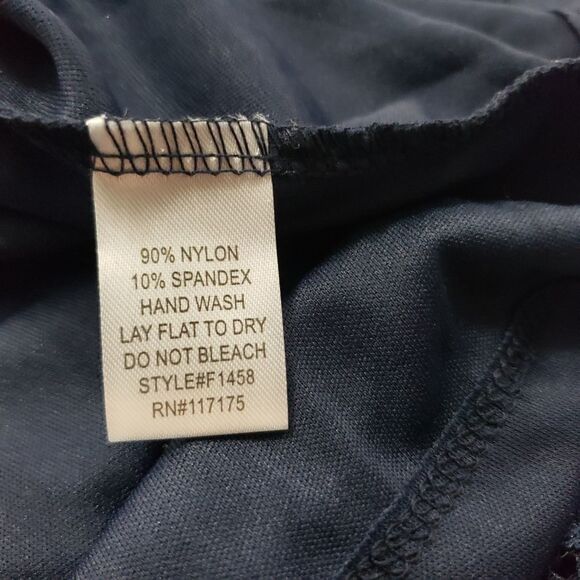 90% NYLON
10% SPANDEX
HAND WASH
LAY FLAT TO DRY
DO NOT BLEACH
STYLE#F1458
RN#117175